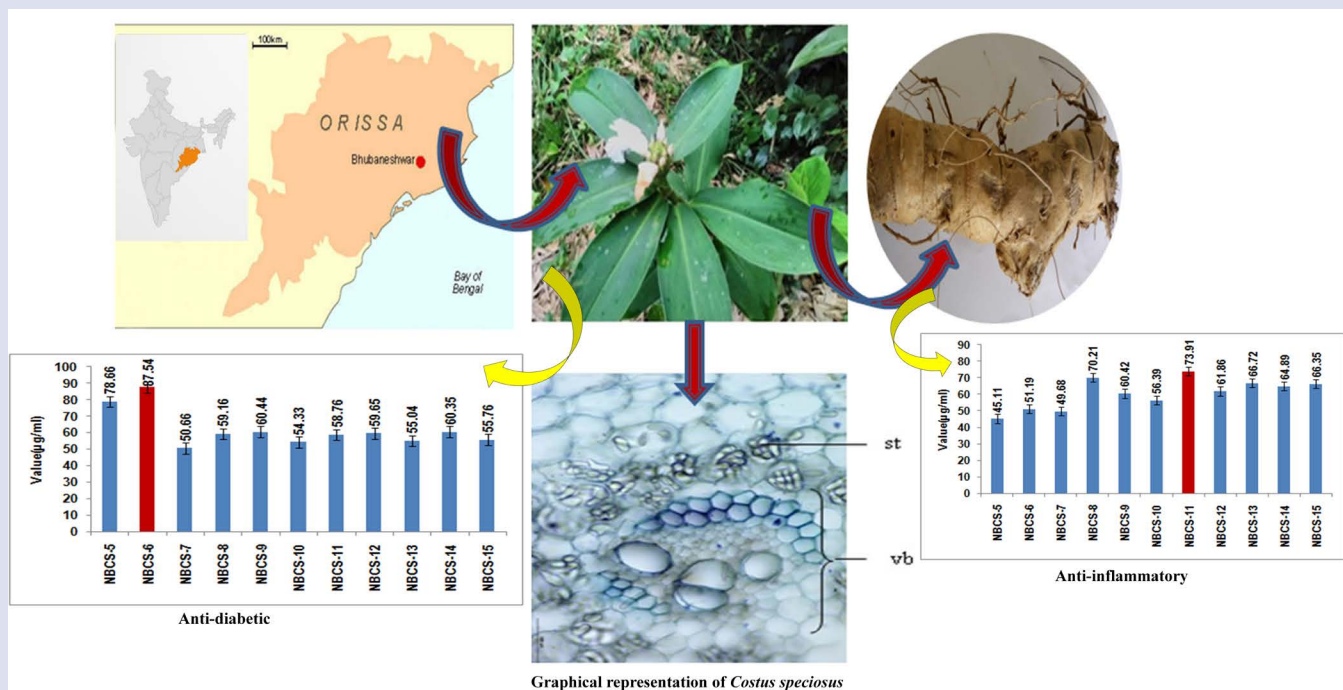 100km
ORISSA
Bhubaneshwar
Bay of
Bengal
Value(µg/ml)
100
90
80
70
60
50
40
30
20
10
0
78.66
87.54
50.66
59.16
60.44
54.33
58.76
59.65
55.04
60.35
55.76
NBCS-5
NBCS-6
NBCS-7
NBCS-8
NBCS-9
NBCS-10
NBCS-11
NBCS-12
NBCS-13
NBCS-14
NBCS-15
Anti-diabetic
st
vb
Value(µg/ml)
90
80
70
60
50
40
30
20
10
0
45.11
51.19
49.68
70.21
60.42
56.39
73.91
61.86
66.72
64.89
66.35
NBCS-5
NBCS-6
NBCS-7
NBCS-8
NBCS-9
NBCS-10
NBCS-11
NBCS-12
NBCS-13
NBCS-14
NBCS-15
Anti-inflammatory
Graphical representation of Costus speciosus